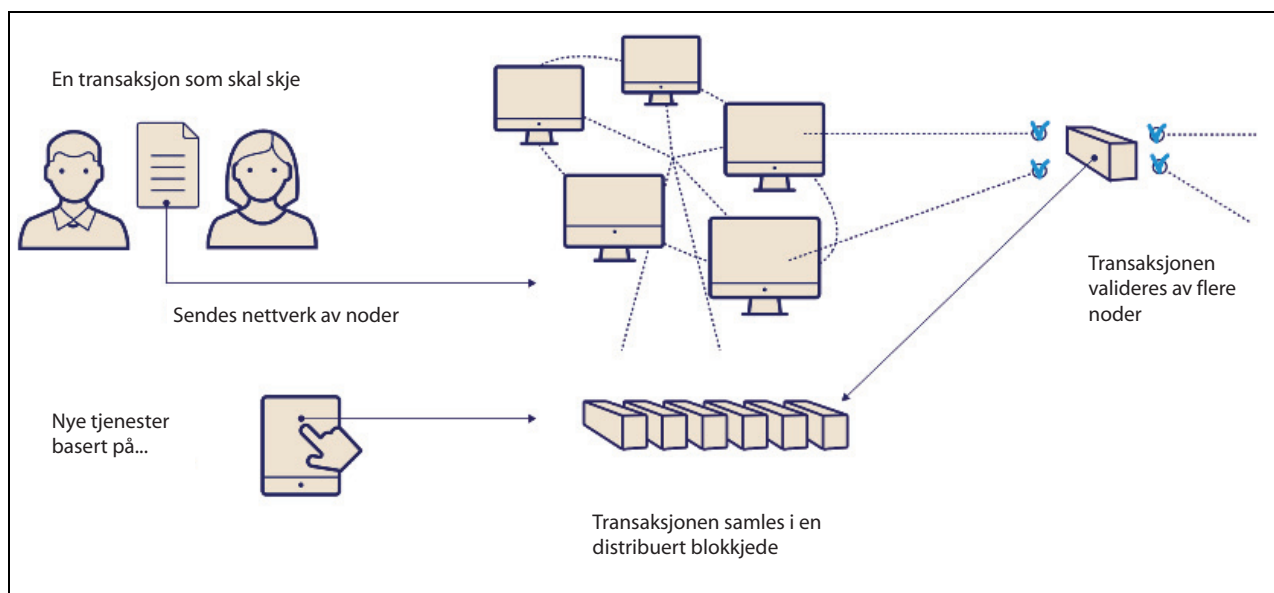 En transaksjon som skal skje
Sendes nettverk av noder
Transaksjonen
valideres av flere
noder
Nye tjenester
basert på...
Transaksjonen samles i en
distribuert blokkjede